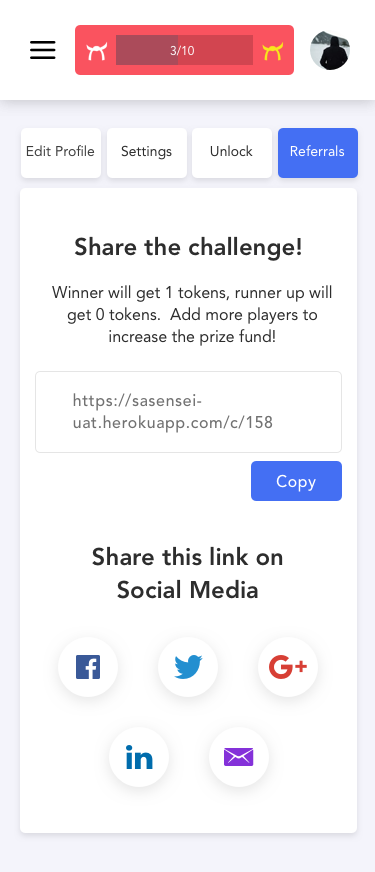 3/10
Edit Profile Settings Unlock Referrals
Share the challenge!
Winner will get 1 tokens, runner up will
get 0 tokens.  Add more players to
increase the prize fund!
https://sasensei-
uat.herokuapp.com/c/158
Copy
Share this link on
Social Media
f
G+
in